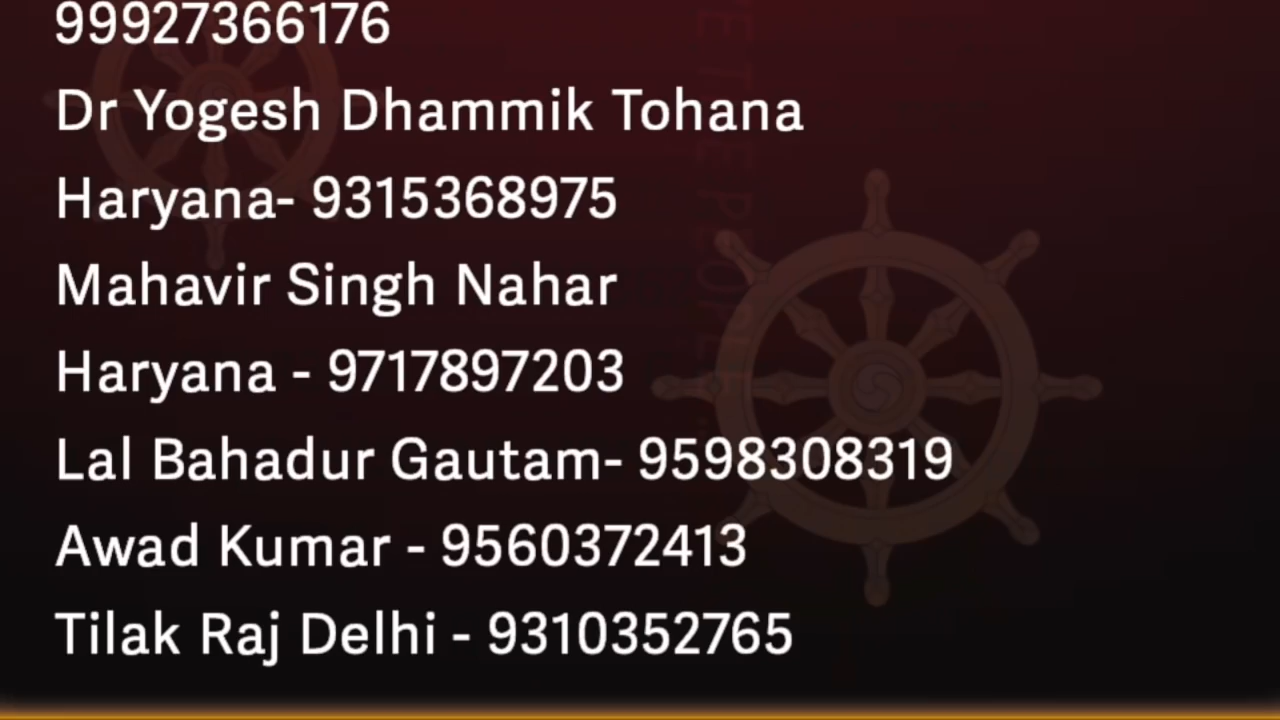 99927366176
Dr Yogesh Dhammik Tohana
Haryana- 9315368975
Mahavir Singh Nahar
Haryana - 9717897203
Lal Bahadur Gautam- 9598308319
Awad Kumar - 9560372413
Tilak Raj Delhi - 9310352765